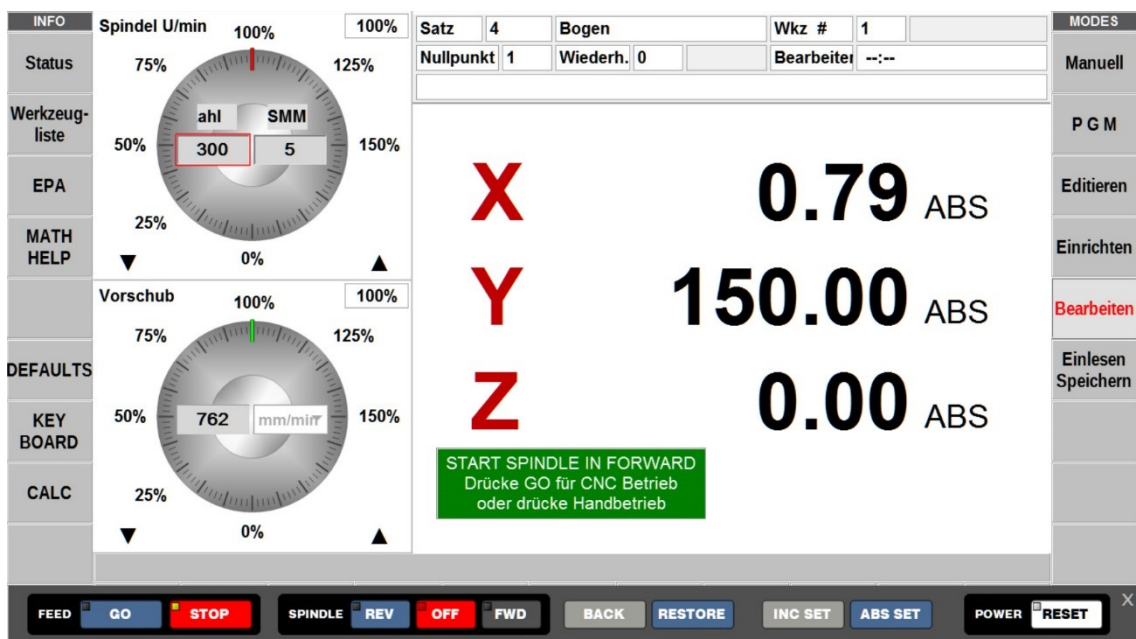 INFO
Status
Werkzeug-
liste
EPA
MATH
HELP
DEFAULTS
KEY
BOARD
CALC
Spindel U/min
100%
100%
75%
125%
ahl
SMM
50%
300
5
150%
25%
0%
Vorschub
100%
100%
75%
125%
50%
762
mm/min
150%
25%
0%
Satz 4 Bogen Wkz # 1
Nullpunkt 1 Wiederh. 0 Bearbeiter --:--
X 0.79 ABS
Y 150.00 ABS
Z 0.00 ABS
START SPINDLE IN FORWARD
Drücke GO für CNC Betrieb
oder drücke Handbetrieb
MODES
Manuell
P G M
Editieren
Einrichten
Bearbeiten
Einlesen
Speichern
FEED GO STOP SPINDLE REV OFF FWD BACK RESTORE INC SET ABS SET POWER RESET X